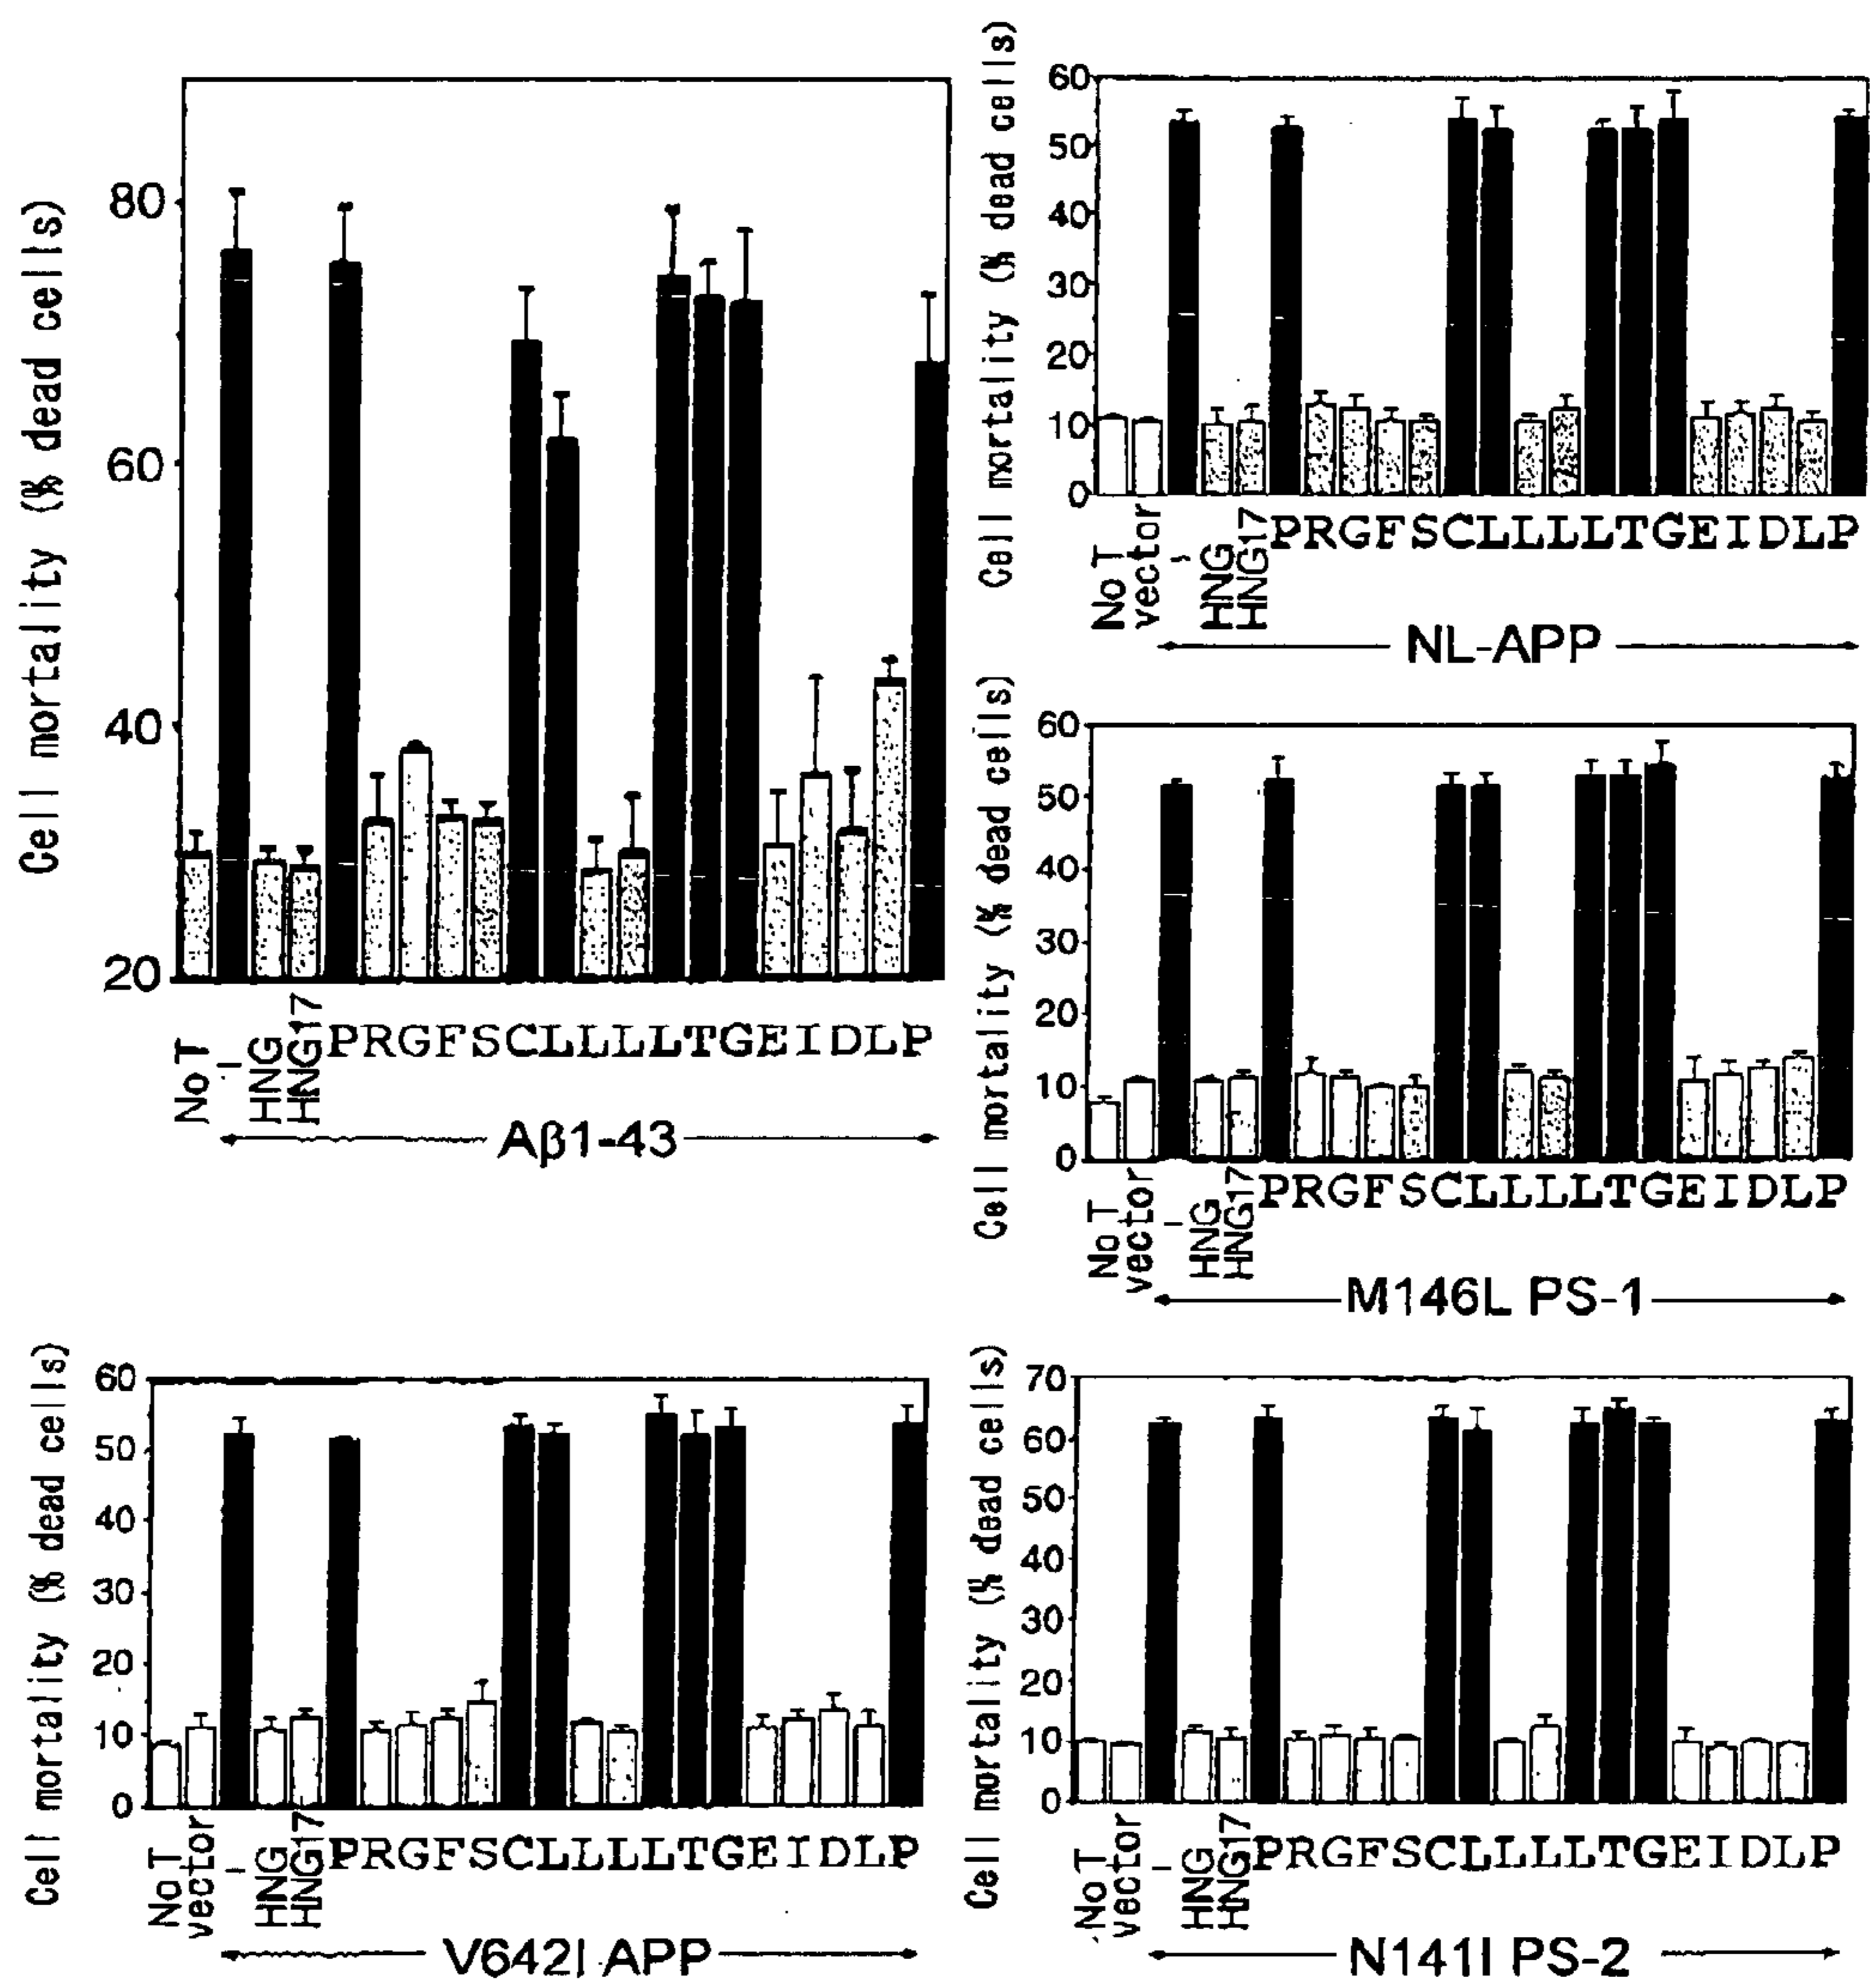 Cell mortality (% dead cells)
80
60
40
20
NoT
-
HNG
HNG17
PRGFSCLLLLTGEIDLP
Aβ1-43
Cell mortality (% dead cells)
60
50
40
30
20
10
0
NoT
vector
-
HNG
HNG17
PRGFSCLLLLTGEIDLP
NL-APP
Cell mortality (% dead cells)
60
50
40
30
20
10
0
NoT
vector
-
HNG
HNG17
PRGFSCLLLLTGEIDLP
M146L PS-1
Cell mortality (% dead cells)
60
50
40
30
20
10
0
NoT
vector
-
HNG
HNG17
PRGFSCLLLLTGEIDLP
V642I APP
Cell mortality (% dead cells)
70
60
50
40
30
20
10
0
NoT
vector
-
HNG
HNG17
PRGFSCLLLLTGEIDLP
N141I PS-2